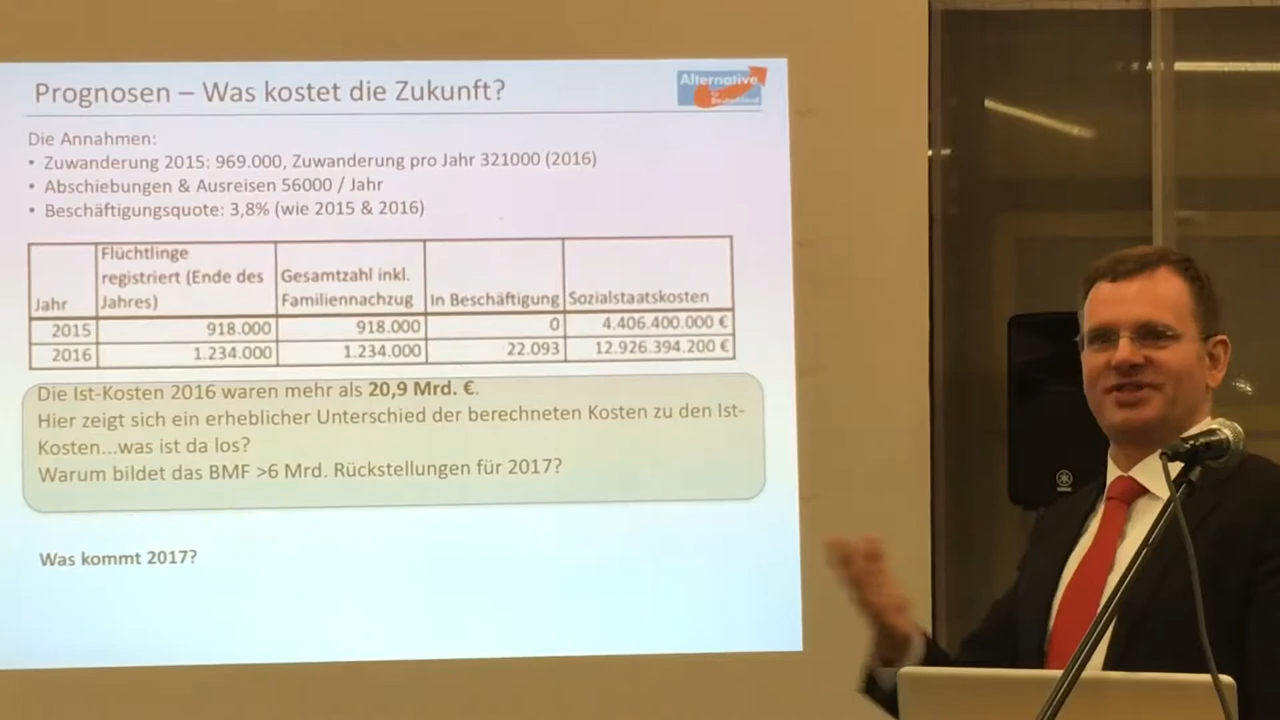 Prognosen – Was kostet die Zukunft?
Alternative
für
Deutschland
Die Annahmen:
• Zuwanderung 2015: 969.000, Zuwanderung pro Jahr 321000 (2016)
• Abschiebungen & Ausreisen 56000 / Jahr
• Beschäftigungsquote: 3,8% (wie 2015 & 2016)
Jahr Flüchtlinge registriert (Ende des Jahres) Gesamtzahl inkl. Familiennachzug In Beschäftigung Sozialstaatskosten
2015 918.000 918.000 0 4.406.400.000 €
2016 1.234.000 1.234.000 22.093 12.926.394.200 €
Die Ist-Kosten 2016 waren mehr als 20,9 Mrd. €.
Hier zeigt sich ein erheblicher Unterschied der berechneten Kosten zu den Ist-
Kosten...was ist da los?
Warum bildet das BMF >6 Mrd. Rückstellungen für 2017?
Was kommt 2017?